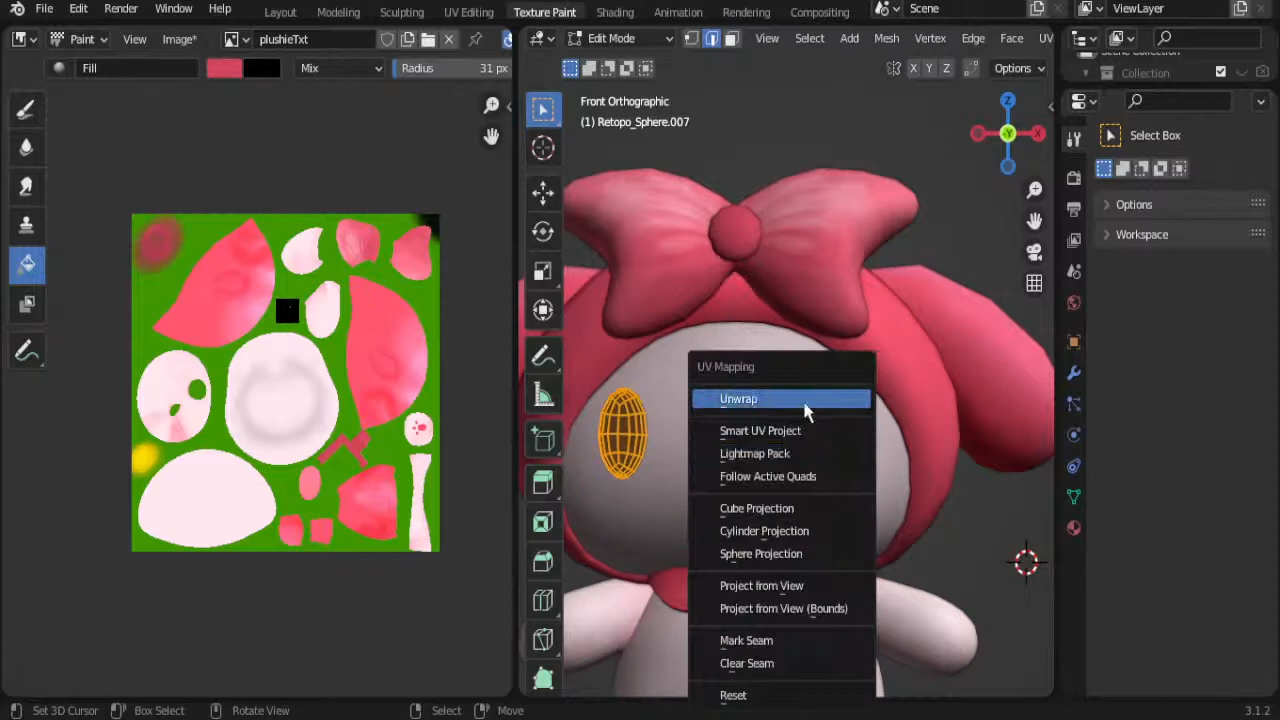 File Edit Render Window Help
Layout Modeling Sculpting UV Editing Texture Paint Shading Animation Rendering Compositing
Scene
ViewLayer
Paint View Image* plushieTxt
Edit Mode View Select Add Mesh Vertex Edge Face UV
Collection
Fill Mix Radius 31 px
X Y Z Options
Front Orthographic
(1) Retopo_Sphere.007
Z
Y
X
Select Box
Options
Workspace
UV Mapping
Unwrap
Smart UV Project
Lightmap Pack
Follow Active Quads
Cube Projection
Cylinder Projection
Sphere Projection
Project from View
Project from View (Bounds)
Mark Seam
Clear Seam
Reset
Set 3D Cursor Box Select Rotate View Select Move 3.1.2